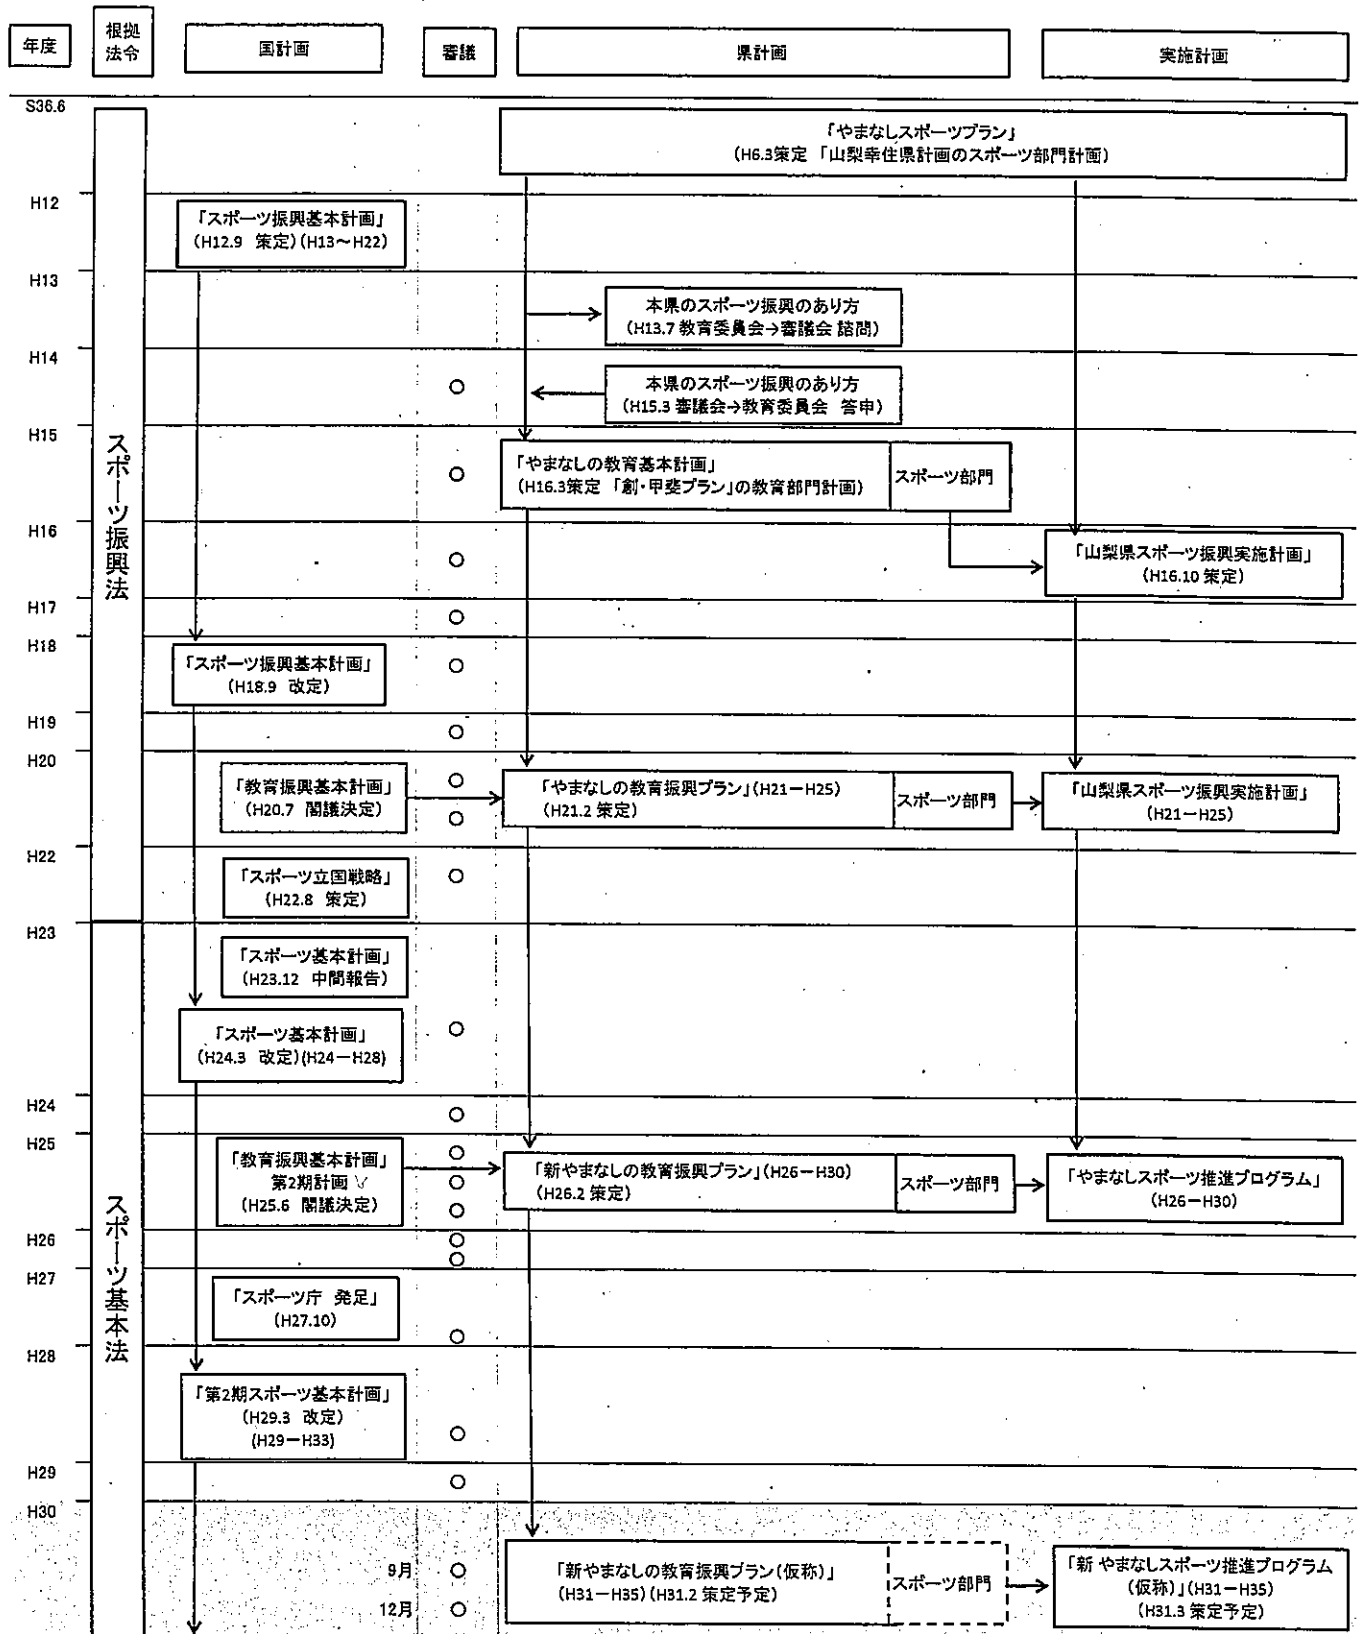 年度
根拠
法令
国計画
審議
県計画
実施計画
S36.6
「やまなしスポーツプラン」
(H6.3策定 「山梨幸住県計画のスポーツ部門計画)
スポーツ振興法
H12
「スポーツ振興基本計画」
(H12.9 策定)(H13～H22)
H13
本県のスポーツ振興のあり方
(H13.7 教育委員会→審議会 諮問)
H14
○
本県のスポーツ振興のあり方
(H15.3 審議会→教育委員会 答申)
H15
○
「やまなしの教育基本計画」
(H16.3策定 「創・甲斐プラン」の教育部門計画)
スポーツ部門
H16
○
「山梨県スポーツ振興実施計画」
(H16.10 策定)
H17
○
H18
「スポーツ振興基本計画」
(H18.9 改定)
○
H19
○
H20
「教育振興基本計画」
(H20.7 閣議決定)
○
○
「やまなしの教育振興プラン」(H21－H25)
(H21.2 策定)
スポーツ部門
「山梨県スポーツ振興実施計画」
(H21－H25)
H22
「スポーツ立国戦略」
(H22.8 策定)
○
スポーツ基本法
H23
「スポーツ基本計画」
(H23.12 中間報告)
「スポーツ基本計画」
(H24.3 改定)(H24－H28)
○
H24
○
H25
「教育振興基本計画」
第2期計画
(H25.6 閣議決定)
○
○
○
「新やまなしの教育振興プラン」(H26－H30)
(H26.2 策定)
スポーツ部門
「やまなしスポーツ推進プログラム」
(H26－H30)
H26
○
○
H27
「スポーツ庁 発足」
(H27.10)
○
H28
「第2期スポーツ基本計画」
(H29.3 改定)
(H29－H33)
○
H29
○
H30
9月
○
12月
○
「新やまなしの教育振興プラン(仮称)」
(H31－H35)(H31.2 策定予定)
スポーツ部門
「新 やまなしスポーツ推進プログラム
(仮称)」(H31－H35)
(H31.3 策定予定)